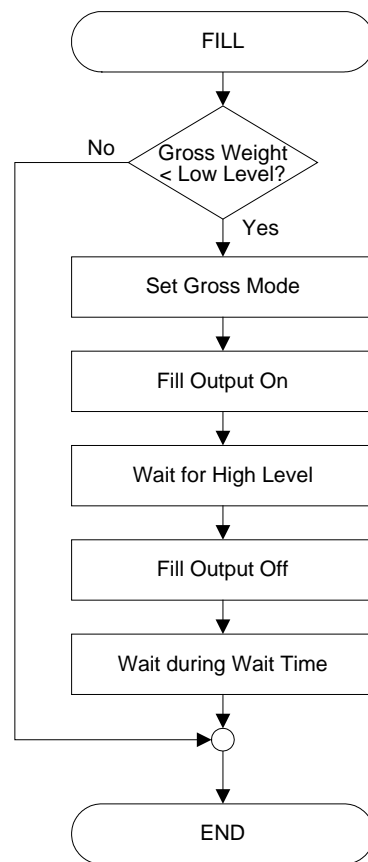 FILL
Gross Weight
< Low Level?
No
Yes
Set Gross Mode
Fill Output On
Wait for High Level
Fill Output Off
Wait during Wait Time
END